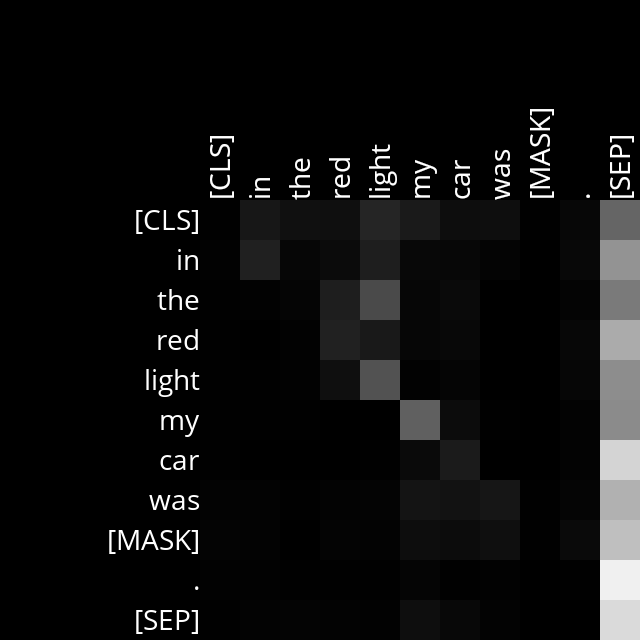 [CLS] in the red light my car was [MASK] . [SEP]
[CLS]
in
the
red
light
my
car
was
[MASK]
.
[SEP]